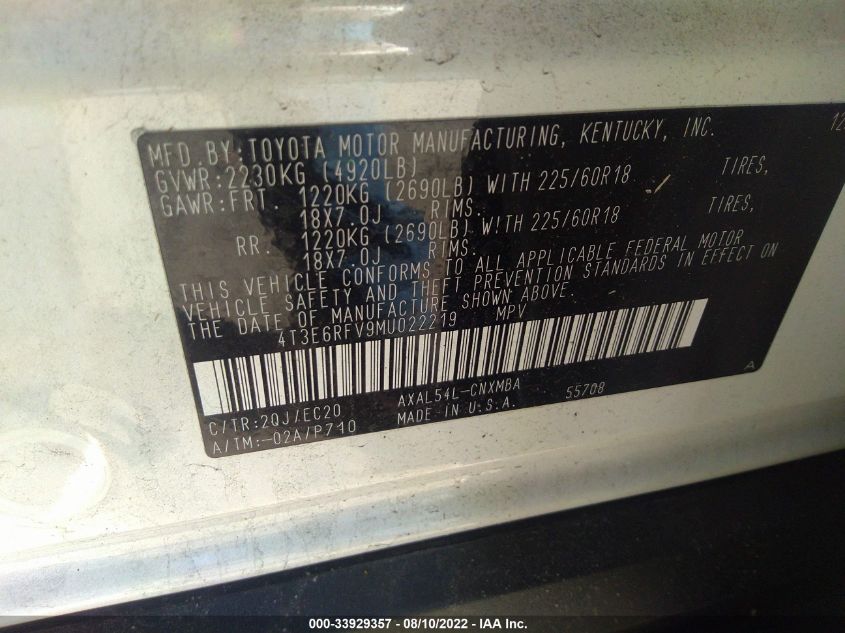 MFD. BY: TOYOTA MOTOR MANUFACTURING, KENTUCKY, INC. 12
GVWR: 2230KG (4920LB)
GAWR: FRT. 1220KG (2690LB) WITH 225/60R18 TIRES,
18X7.0J RIMS.
RR. 1220KG (2690LB) WITH 225/60R18 TIRES,
18X7.0J RIMS.
THIS VEHICLE CONFORMS TO ALL APPLICABLE FEDERAL MOTOR
VEHICLE SAFETY AND THEFT PREVENTION STANDARDS IN EFFECT ON
THE DATE OF MANUFACTURE SHOWN ABOVE.
4T3E6RFV9MU022219 MPV
C/TR:2QJ/EC20 AXAL54L-CNXMBA 55708 A
A/TM:-02A/P710 MADE IN U.S.A.
000-33929357 - 08/10/2022 - IAA Inc.